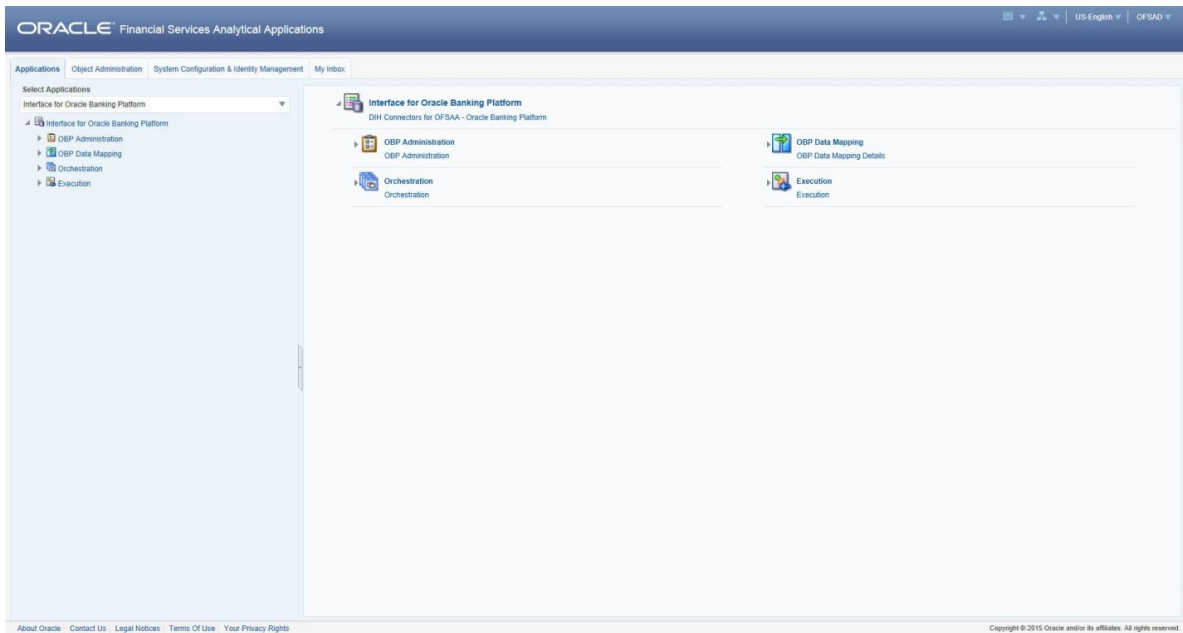 ORACLE® Financial Services Analytical Applications
US-English
OFSAD
Applications
Object Administration
System Configuration & Identity Management
My Inbox
Select Applications
Interface for Oracle Banking Platform
Interface for Oracle Banking Platform
OBP Administration
OBP Data Mapping
Orchestration
Execution
Interface for Oracle Banking Platform
DIH Connectors for OFSAA - Oracle Banking Platform
OBP Administration
OBP Administration
OBP Data Mapping
OBP Data Mapping Details
Orchestration
Orchestration
Execution
Execution
About Oracle | Contact Us | Legal Notices | Terms Of Use | Your Privacy Rights
Copyright © 2015 Oracle and/or its affiliates. All rights reserved.